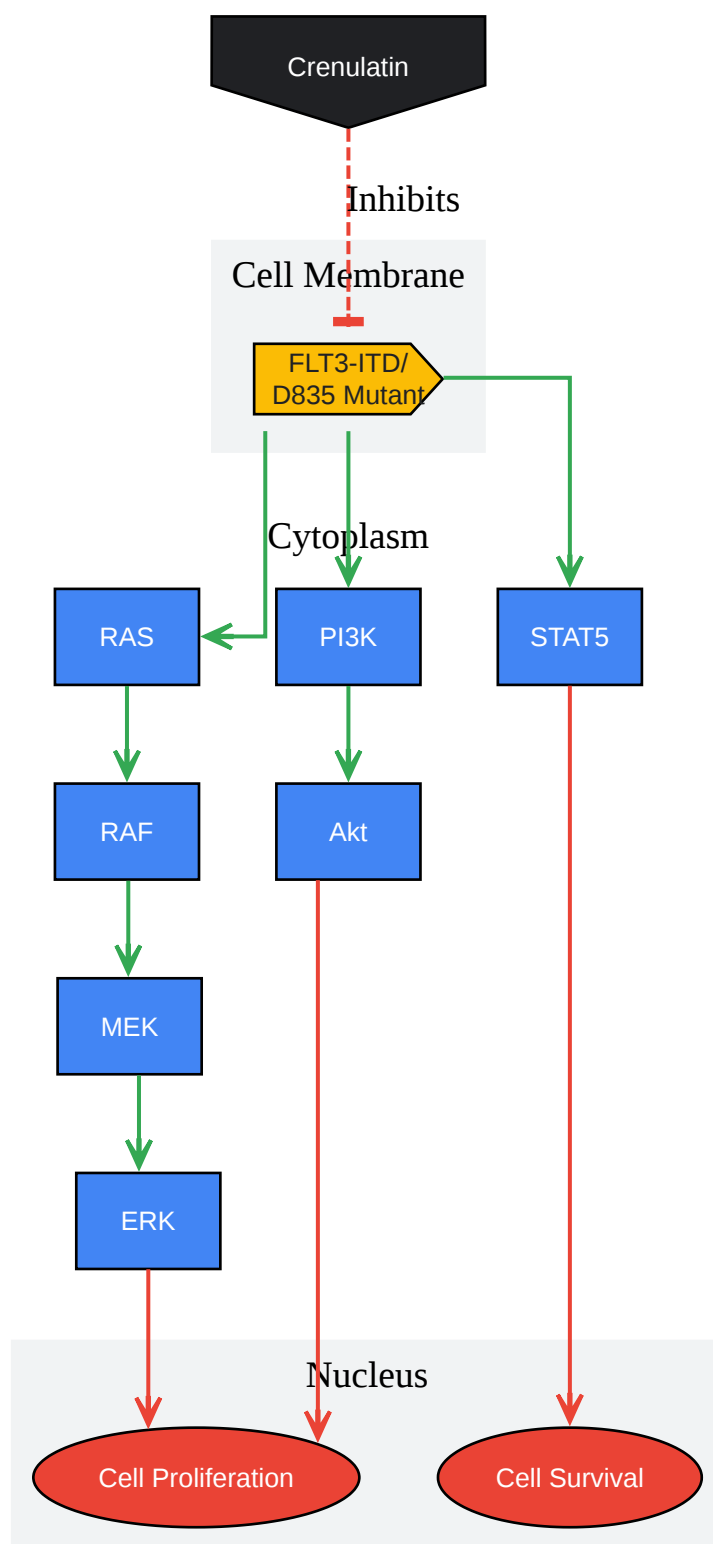 Crenulatin
Inhibits
Cell Membrane
FLT3-ITD/
D835 Mutant
Cytoplasm
RAS
PI3K
STAT5
RAF
Akt
MEK
ERK
Nucleus
Cell Proliferation
Cell Survival